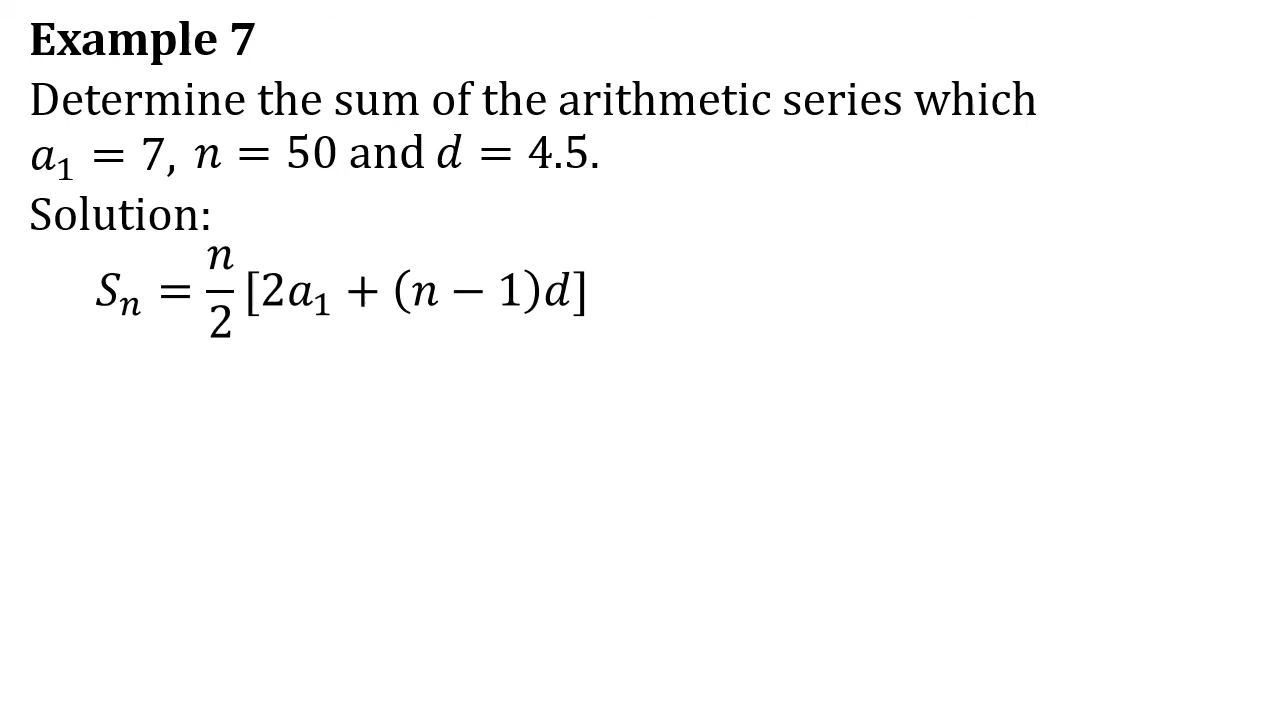 Example 7
Determine the sum of the arithmetic series which
a₁ = 7, n = 50 and d = 4.5.
Solution:
Sₙ = n/2 [2a₁ + (n − 1)d]